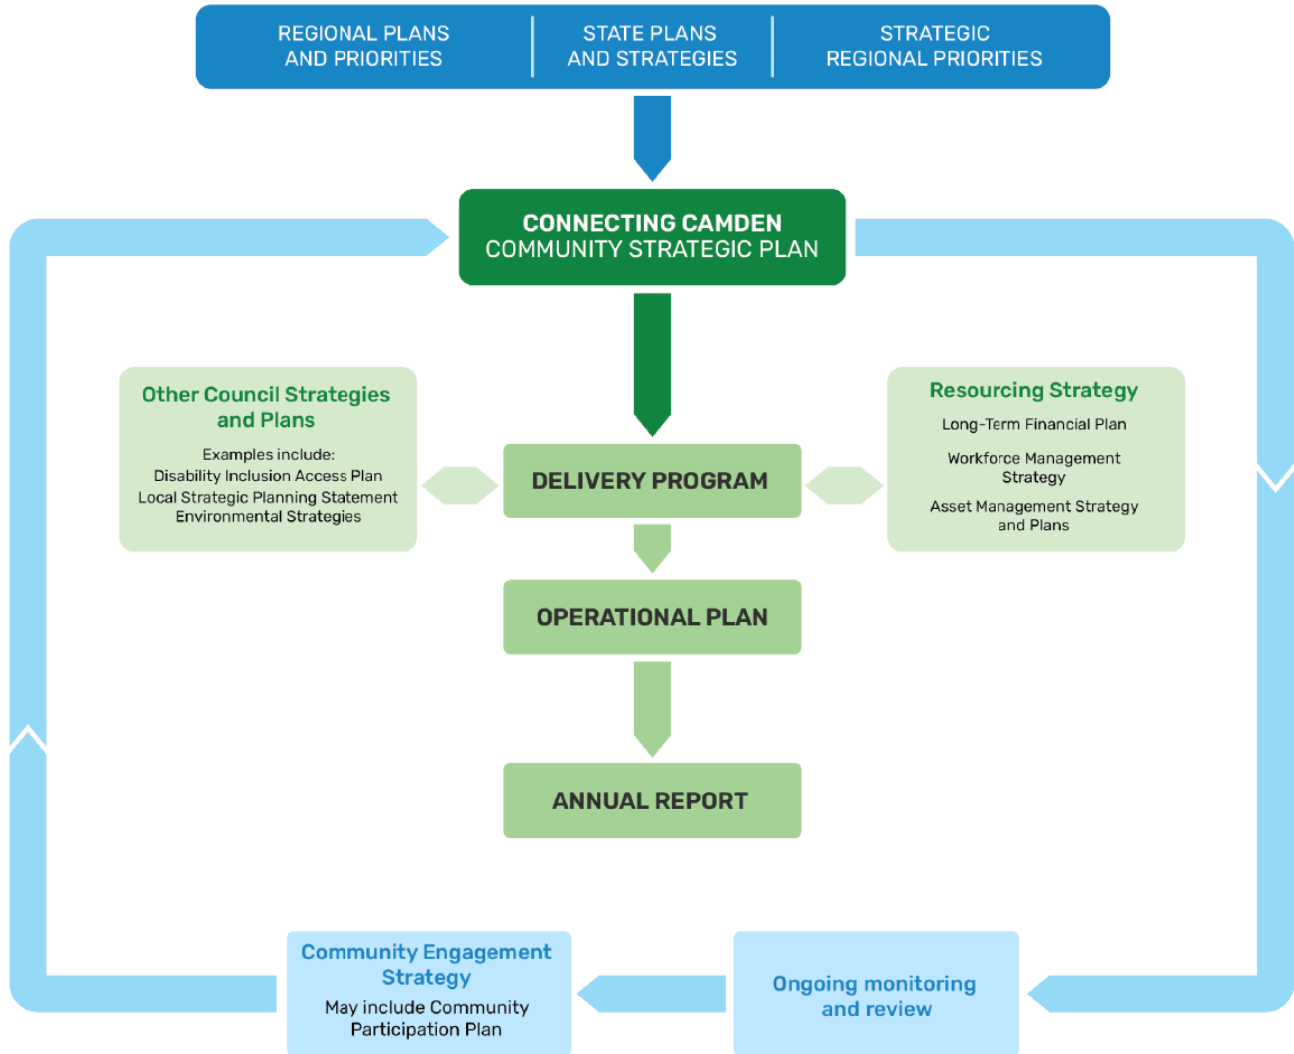 REGIONAL PLANS
AND PRIORITIES
STATE PLANS
AND STRATEGIES
STRATEGIC
REGIONAL PRIORITIES
CONNECTING CAMDEN
COMMUNITY STRATEGIC PLAN
Other Council Strategies
and Plans
Examples include:
Disability Inclusion Access Plan
Local Strategic Planning Statement
Environmental Strategies
DELIVERY PROGRAM
Resourcing Strategy
Long-Term Financial Plan
Workforce Management
Strategy
Asset Management Strategy
and Plans
OPERATIONAL PLAN
ANNUAL REPORT
Community Engagement
Strategy
May include Community
Participation Plan
Ongoing monitoring
and review